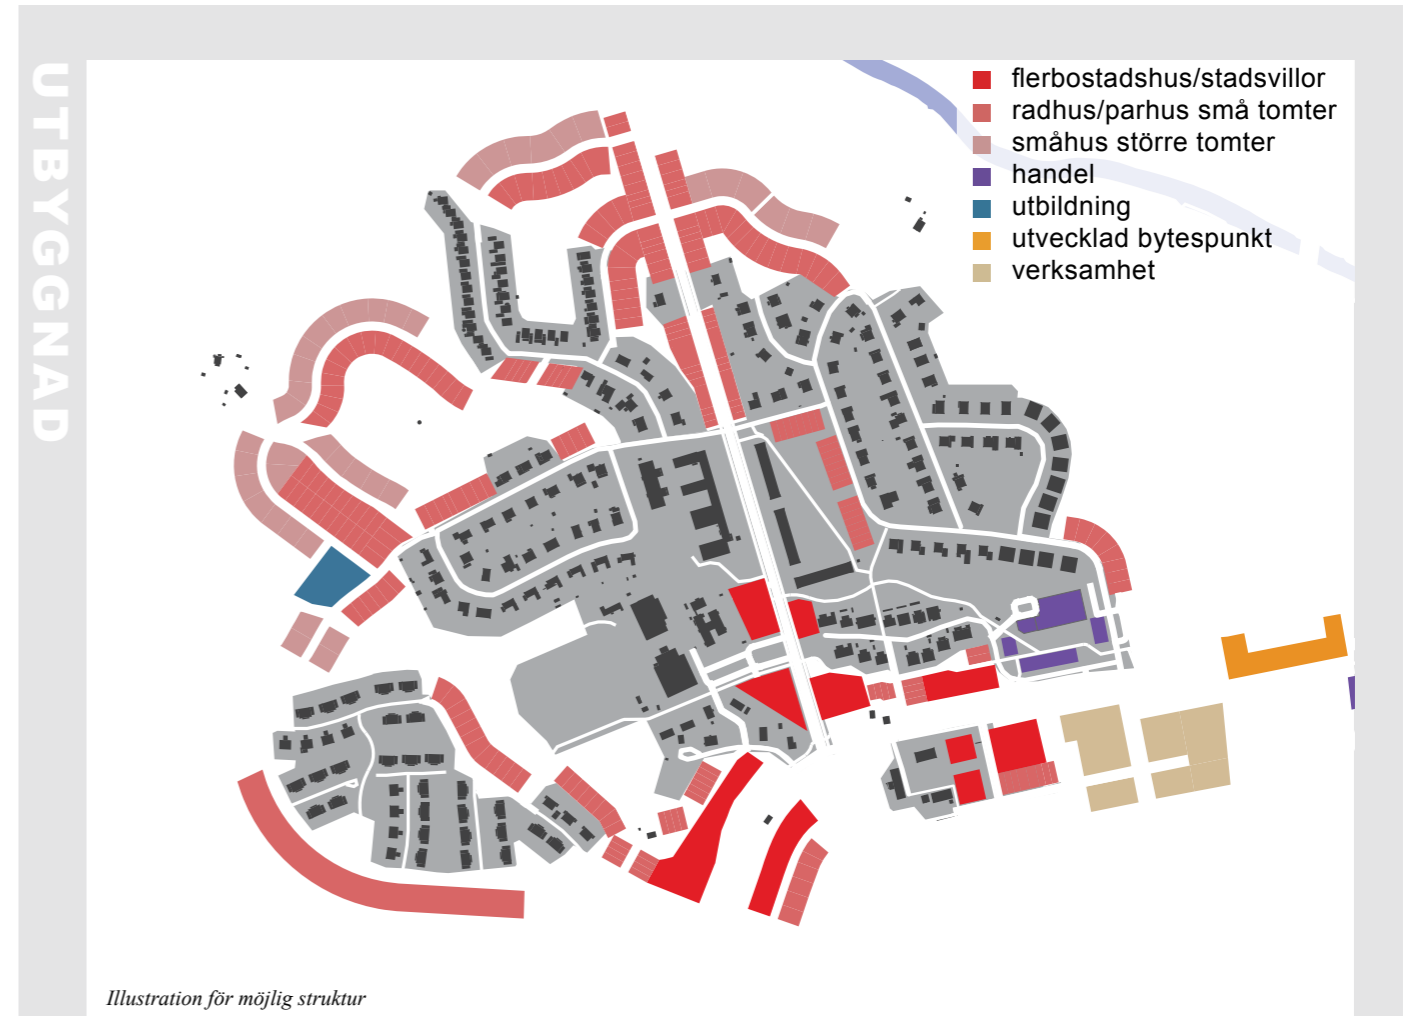 UTBYGGNAD
flerbostadshus/stadsvillor
radhus/parhus små tomter
småhus större tomter
handel
utbildning
utvecklad bytespunkt
verksamhet
Illustration för möjlig struktur